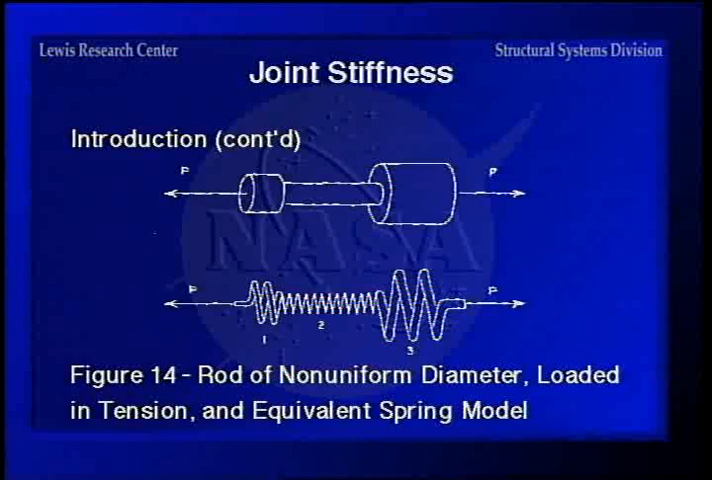 Lewis Research Center
Structural Systems Division
Joint Stiffness
Introduction (cont'd)
P P
NASA
P P
1
2
3
Figure 14 - Rod of Nonuniform Diameter, Loaded
in Tension, and Equivalent Spring Model